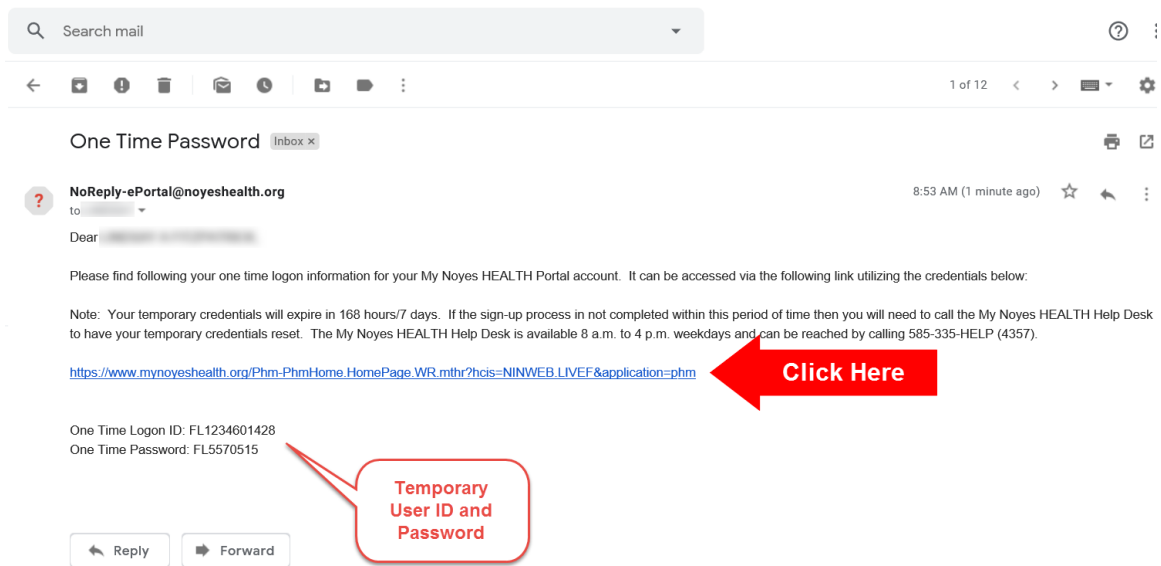 Search mail
1 of 12
One Time Password Inbox ×
?
NoReply-ePortal@noyeshealth.org
8:53 AM (1 minute ago)
to
Dear
Please find following your one time logon information for your My Noyes HEALTH Portal account. It can be accessed via the following link utilizing the credentials below:
Note: Your temporary credentials will expire in 168 hours/7 days. If the sign-up process in not completed within this period of time then you will need to call the My Noyes HEALTH Help Desk
to have your temporary credentials reset. The My Noyes HEALTH Help Desk is available 8 a.m. to 4 p.m. weekdays and can be reached by calling 585-335-HELP (4357).
https://www.mynoyeshealth.org/Phm-PhmHome.HomePage.WR.mthr?hcis=NINWEB.LIVEF&application=phm
Click Here
One Time Logon ID: FL1234601428
One Time Password: FL5570515
Temporary
User ID and
Password
Reply
Forward